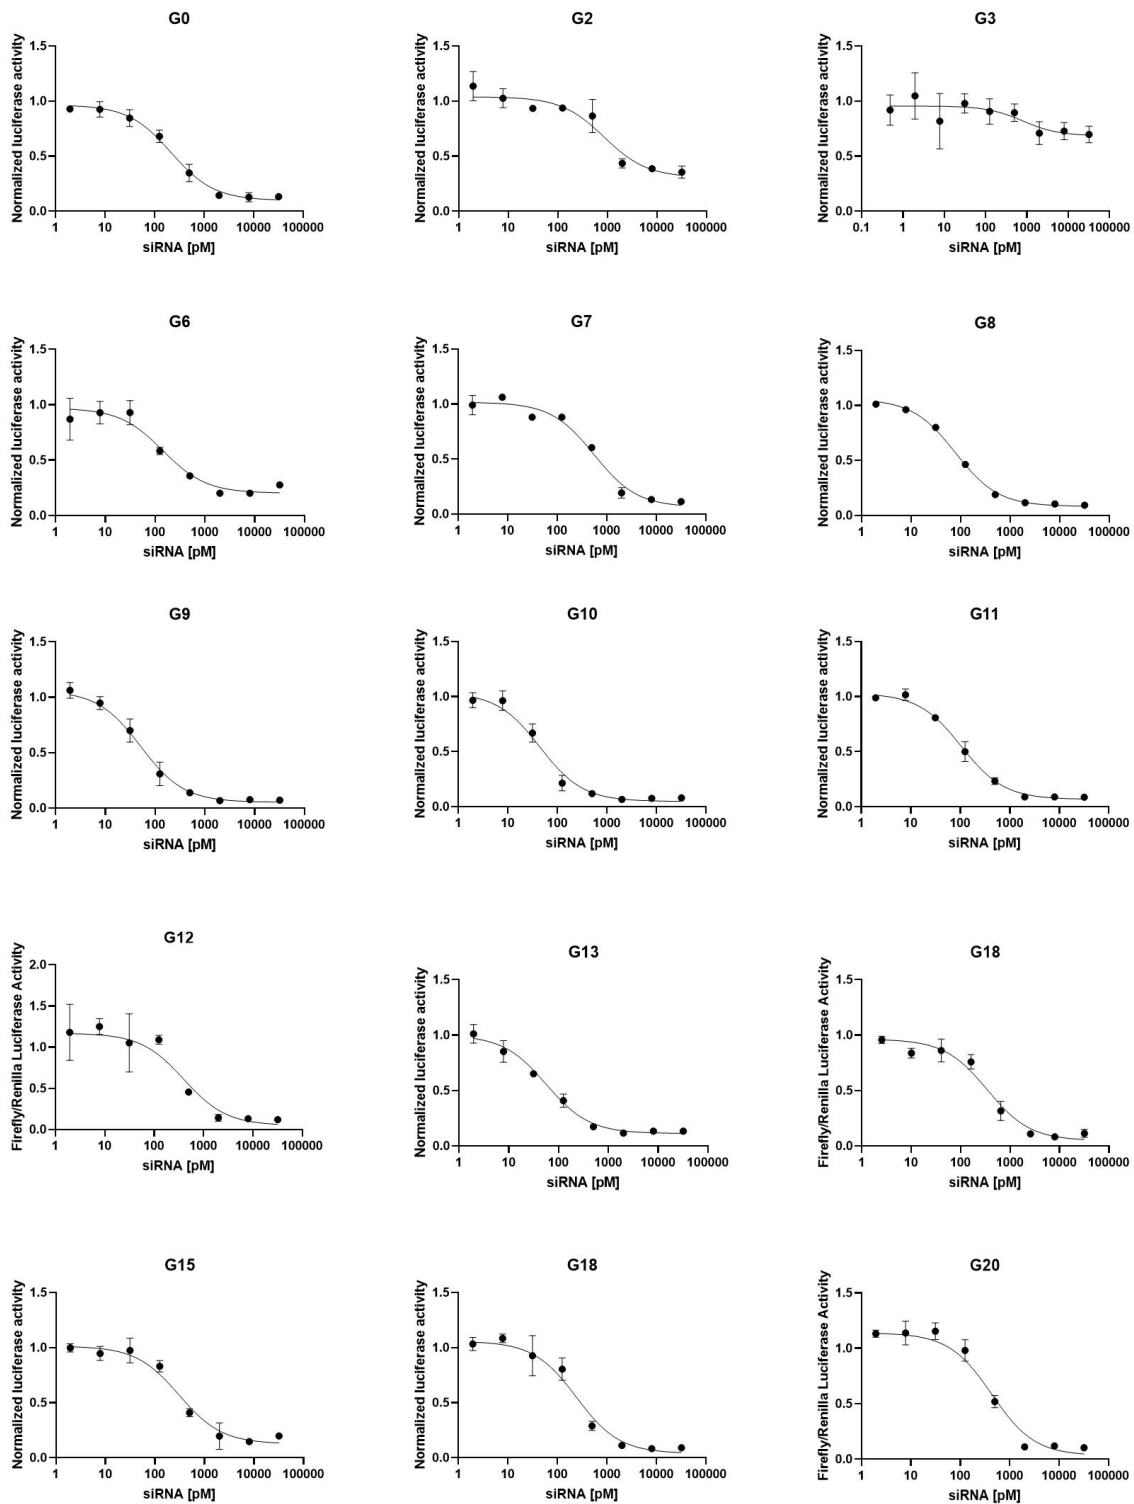 G0
Normalized luciferase activity
1.5
1.0
0.5
0.0
1 10 100 1000 10000 100000
siRNA [pM]
G2
Normalized luciferase activity
1.5
1.0
0.5
0.0
1 10 100 1000 10000 100000
siRNA [pM]
G3
Normalized luciferase activity
1.5
1.0
0.5
0.0
0.1 1 10 100 1000 10000 100000
siRNA [pM]
G6
Normalized luciferase activity
1.5
1.0
0.5
0.0
1 10 100 1000 10000 100000
siRNA [pM]
G7
Normalized luciferase activity
1.5
1.0
0.5
0.0
1 10 100 1000 10000 100000
siRNA [pM]
G8
Normalized luciferase activity
1.5
1.0
0.5
0.0
1 10 100 1000 10000 100000
siRNA [pM]
G9
Normalized luciferase activity
1.5
1.0
0.5
0.0
1 10 100 1000 10000 100000
siRNA [pM]
G10
Normalized luciferase activity
1.5
1.0
0.5
0.0
1 10 100 1000 10000 100000
siRNA [pM]
G11
Normalized luciferase activity
1.5
1.0
0.5
0.0
1 10 100 1000 10000 100000
siRNA [pM]
G12
Firefly/Renilla Luciferase Activity
2.0
1.5
1.0
0.5
0.0
1 10 100 1000 10000 100000
siRNA [pM]
G13
Normalized luciferase activity
1.5
1.0
0.5
0.0
1 10 100 1000 10000 100000
siRNA [pM]
G18
Firefly/Renilla Luciferase Activity
1.5
1.0
0.5
0.0
1 10 100 1000 10000 100000
siRNA [pM]
G15
Normalized luciferase activity
1.5
1.0
0.5
0.0
1 10 100 1000 10000 100000
siRNA [pM]
G18
Normalized luciferase activity
1.5
1.0
0.5
0.0
1 10 100 1000 10000 100000
siRNA [pM]
G20
Firefly/Renilla Luciferase Activity
1.5
1.0
0.5
0.0
1 10 100 1000 10000 100000
siRNA [pM]